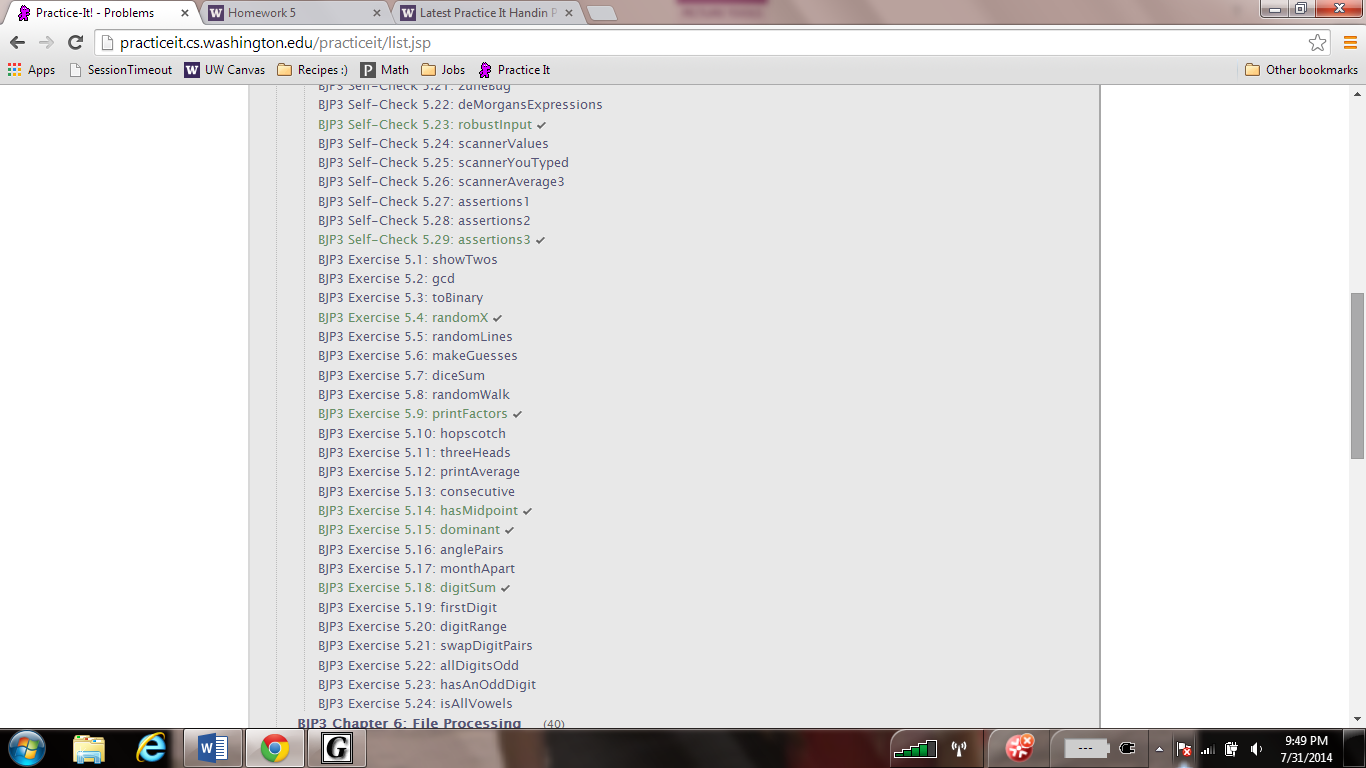 Practice-It! - Problems
Homework 5
Latest Practice It Handin P
practiceit.cs.washington.edu/practiceit/list.jsp
Apps SessionTimeout UW Canvas Recipes :) Math Jobs Practice It Other bookmarks
BJP3 Self-Check 5.21: zuneBug
BJP3 Self-Check 5.22: deMorgansExpressions
BJP3 Self-Check 5.23: robustInput ✔
BJP3 Self-Check 5.24: scannerValues
BJP3 Self-Check 5.25: scannerYouTyped
BJP3 Self-Check 5.26: scannerAverage3
BJP3 Self-Check 5.27: assertions1
BJP3 Self-Check 5.28: assertions2
BJP3 Self-Check 5.29: assertions3 ✔
BJP3 Exercise 5.1: showTwos
BJP3 Exercise 5.2: gcd
BJP3 Exercise 5.3: toBinary
BJP3 Exercise 5.4: randomX ✔
BJP3 Exercise 5.5: randomLines
BJP3 Exercise 5.6: makeGuesses
BJP3 Exercise 5.7: diceSum
BJP3 Exercise 5.8: randomWalk
BJP3 Exercise 5.9: printFactors ✔
BJP3 Exercise 5.10: hopscotch
BJP3 Exercise 5.11: threeHeads
BJP3 Exercise 5.12: printAverage
BJP3 Exercise 5.13: consecutive
BJP3 Exercise 5.14: hasMidpoint ✔
BJP3 Exercise 5.15: dominant ✔
BJP3 Exercise 5.16: anglePairs
BJP3 Exercise 5.17: monthApart
BJP3 Exercise 5.18: digitSum ✔
BJP3 Exercise 5.19: firstDigit
BJP3 Exercise 5.20: digitRange
BJP3 Exercise 5.21: swapDigitPairs
BJP3 Exercise 5.22: allDigitsOdd
BJP3 Exercise 5.23: hasAnOddDigit
BJP3 Exercise 5.24: isAllVowels
BJP3 Chapter 6: File Processing (40)
---
9:49 PM
7/31/2014